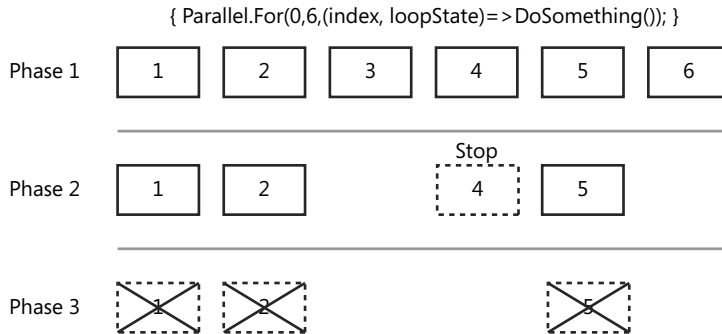 { Parallel.For(0,6,(index, loopState)=>DoSomething()); }
Phase 1 1 2 3 4 5 6
Stop
Phase 2 1 2 4 5
Phase 3 1 2 5